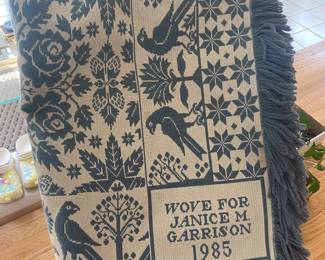 WOVE FOR
JANICE M.
GARRISON
1985